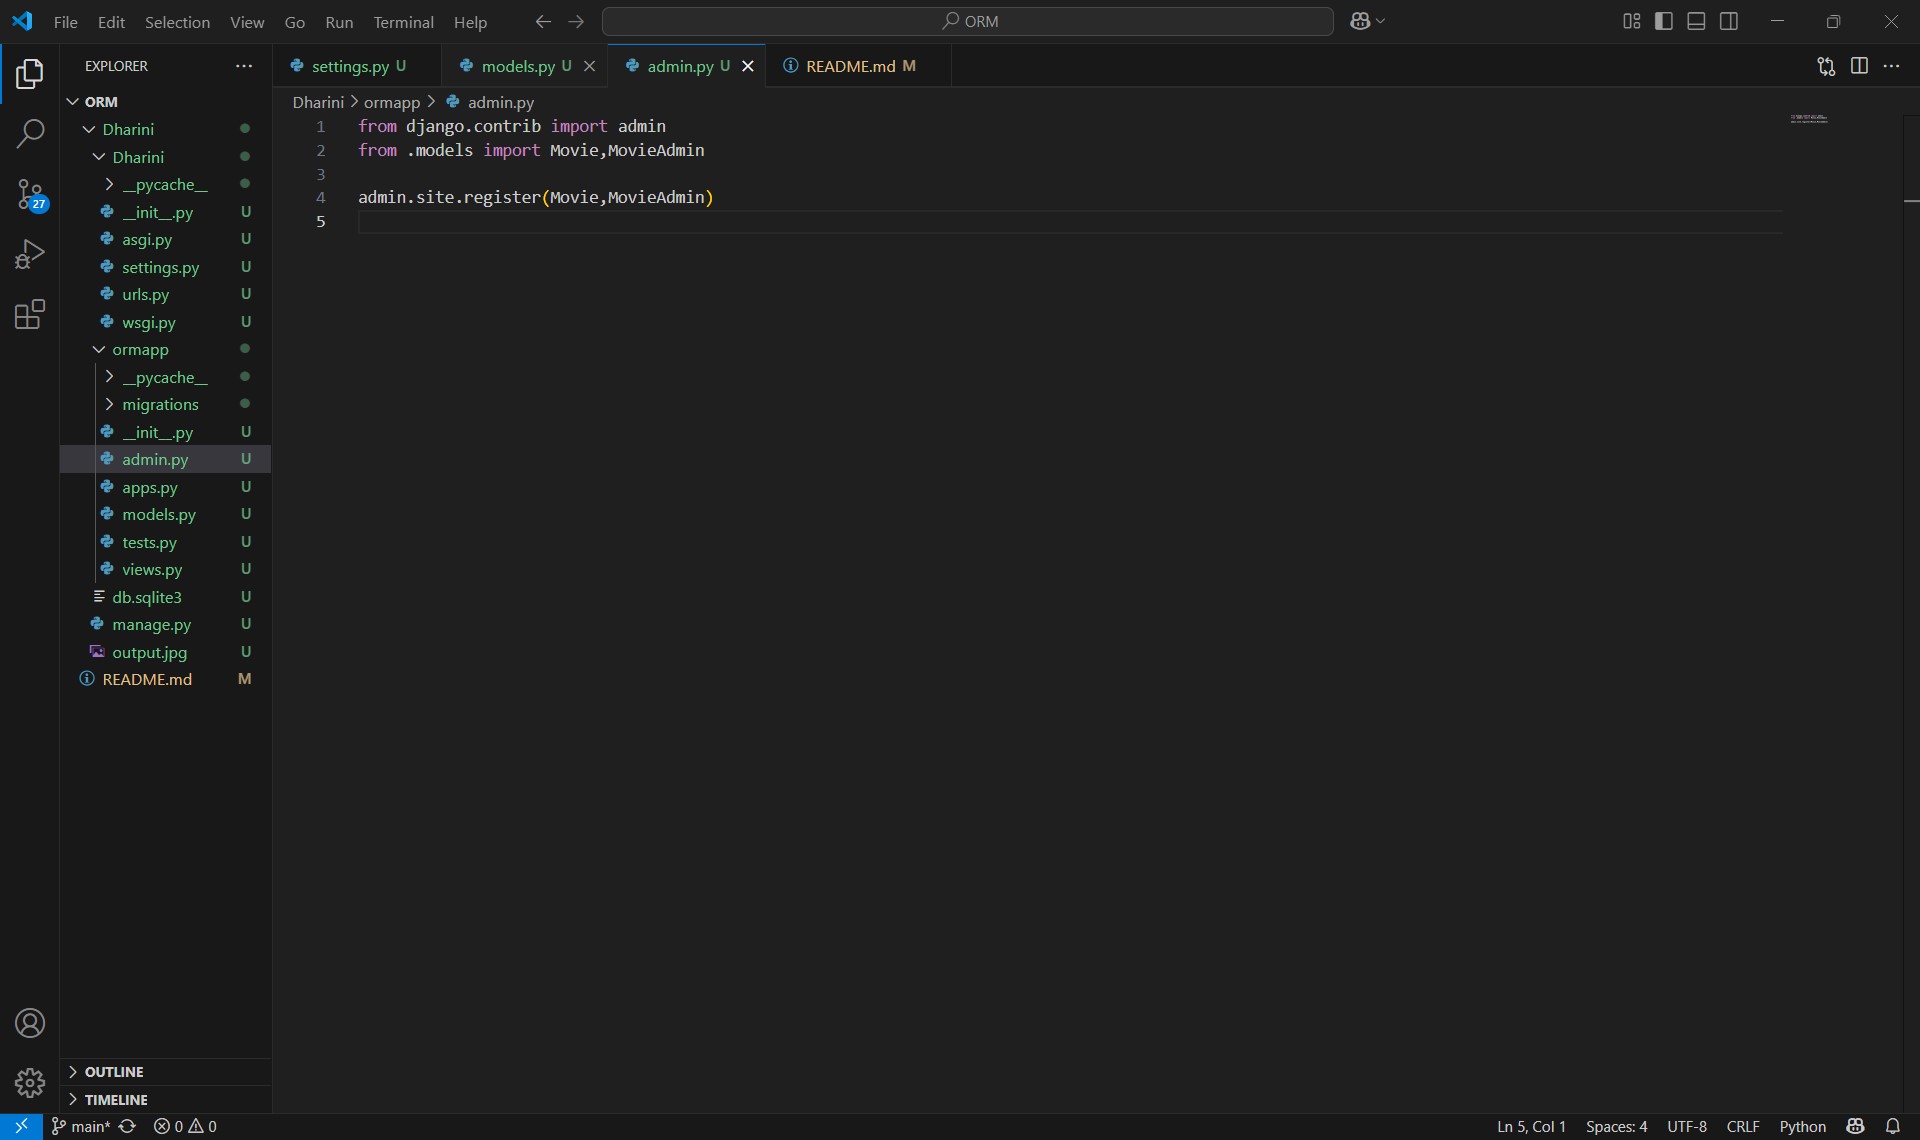 File Edit Selection View Go Run Terminal Help
ORM
EXPLORER
settings.py U
models.py U
admin.py U
README.md M
ORM
Dharini > ormapp > admin.py
Dharini
Dharini
__pycache__
__init__.py U
asgi.py U
settings.py U
urls.py U
wsgi.py U
ormapp
__pycache__
migrations
__init__.py U
admin.py U
apps.py U
models.py U
tests.py U
views.py U
db.sqlite3 U
manage.py U
output.jpg U
README.md M
27
1 from django.contrib import admin
2 from .models import Movie,MovieAdmin
3
4 admin.site.register(Movie,MovieAdmin)
5
OUTLINE
TIMELINE
main* 0 0
Ln 5, Col 1 Spaces: 4 UTF-8 CRLF Python